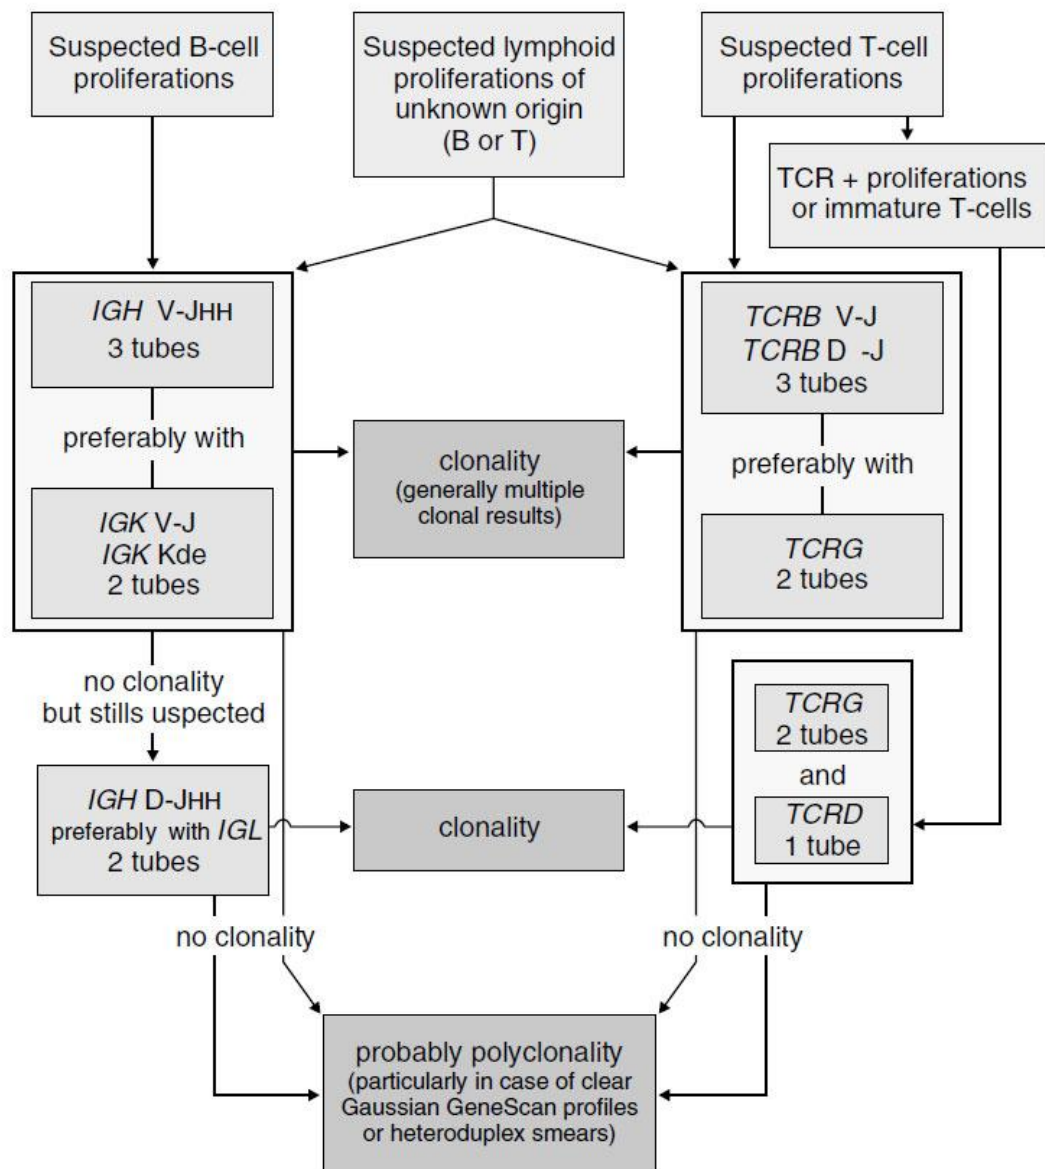 Suspected B-cell
proliferations
Suspected lymphoid
proliferations of
unknown origin
(B or T)
Suspected T-cell
proliferations
TCR + proliferations
or immature T-cells
IGH V-JHH
3 tubes
preferably with
IGK V-J
IGK Kde
2 tubes
clonality
(generally multiple
clonal results)
TCRB V-J
TCRB D -J
3 tubes
preferably with
TCRG
2 tubes
no clonality
but stills uspected
IGH D-JHH
preferably with IGL
2 tubes
clonality
TCRG
2 tubes
and
TCRD
1 tube
no clonality
no clonality
probably polyclonality
(particularly in case of clear
Gaussian GeneScan profiles
or heteroduplex smears)